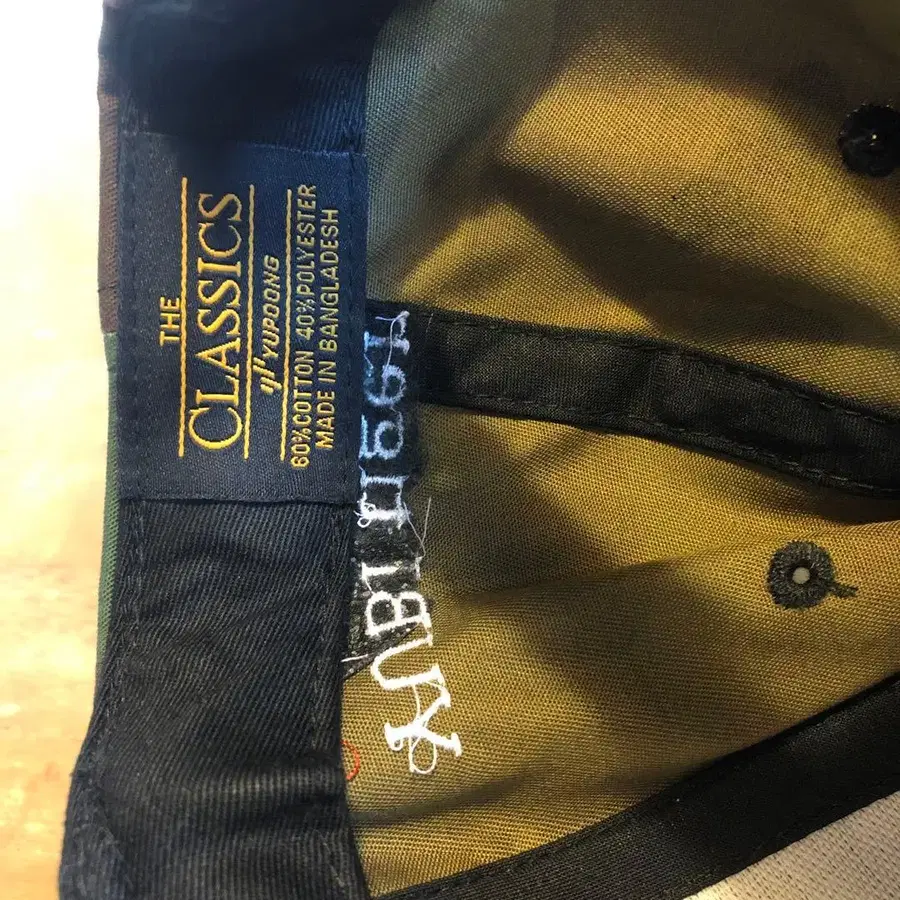 THE
CLASSICS
YUPOONG
60% COTTON 40% POLYESTER
MADE IN BANGLADESH